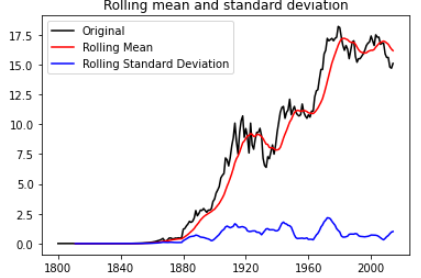 Rolling mean and standard deviation
Original
Rolling Mean
Rolling Standard Deviation
17.5
15.0
12.5
10.0
7.5
5.0
2.5
0.0
1800 1840 1880 1920 1960 2000